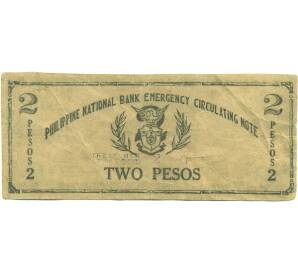 PHILIPPINE NATIONAL BANK EMERGENCY CIRCULATING NOTE
2 2
PESOS PESOS
2 2
TWO PESOS